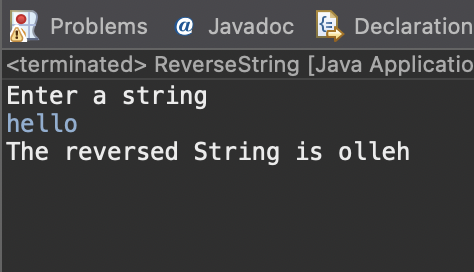 Problems @ Javadoc Declaration
<terminated> ReverseString [Java Applicatio
Enter a string
hello
The reversed String is olleh